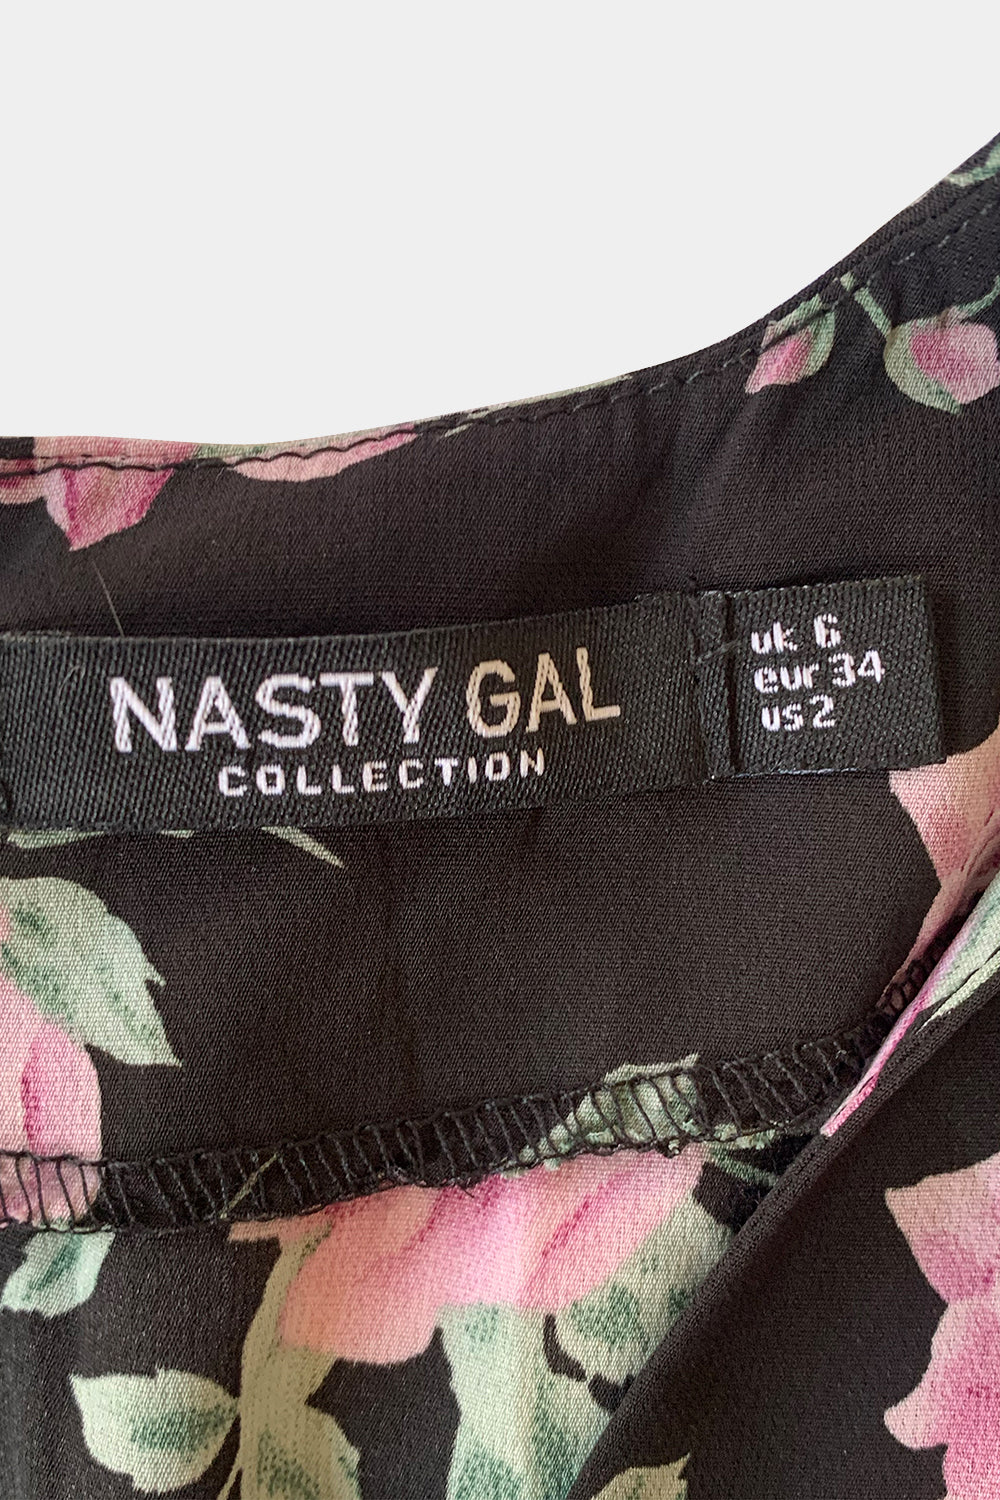 NASTY GAL
COLLECTION
uk 6
eur 34
us 2